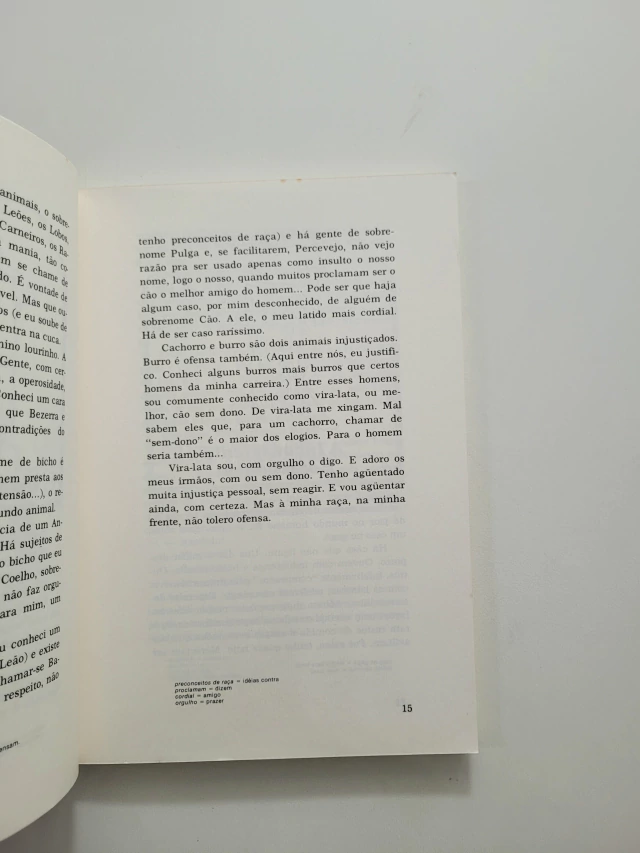 animais, o sobre-
Leões, os Lobos,
Carneiros, os Ra-
mania, tão co-
m se chame de
do. É vontade de
vel. Mas que ou-
os (e eu soube de
entra na cuca.
nino lourinho. A
Gente, com cer-
, a operosidade,
Conheci um cara
que Bezerra e
ontradições do
me de bicho é
nem presta aos
tensão...), o re-
undo animal.
cia de um An-
Há sujeitos de
o bicho que eu
Coelho, sobre-
não faz orgu-
ara mim, um
u conheci um
Leão) e existe
hamar-se Ba-
respeito, não
ensam.
tenho preconceitos de raça) e há gente de sobre-
nome Pulga e, se facilitarem, Percevejo, não vejo
razão pra ser usado apenas como insulto o nosso
nome, logo o nosso, quando muitos proclamam ser o
cão o melhor amigo do homem... Pode ser que haja
algum caso, por mim desconhecido, de alguém de
sobrenome Cão. A ele, o meu latido mais cordial.
Há de ser caso raríssimo.
Cachorro e burro são dois animais injustiçados.
Burro é ofensa também. (Aqui entre nós, eu justifi-
co. Conheci alguns burros mais burros que certos
homens da minha carreira.) Entre esses homens,
sou comumente conhecido como vira-lata, ou me-
lhor, cão sem dono. De vira-lata me xingam. Mal
sabem eles que, para um cachorro, chamar de
"sem-dono" é o maior dos elogios. Para o homem
seria também...
Vira-lata sou, com orgulho o digo. E adoro os
meus irmãos, com ou sem dono. Tenho agüentado
muita injustiça pessoal, sem reagir. E vou agüentar
ainda, com certeza. Mas à minha raça, na minha
frente, não tolero ofensa.
preconceitos de raça = idéias contra
proclamam = dizam
cordial = amigo
orgulho = prazer
15